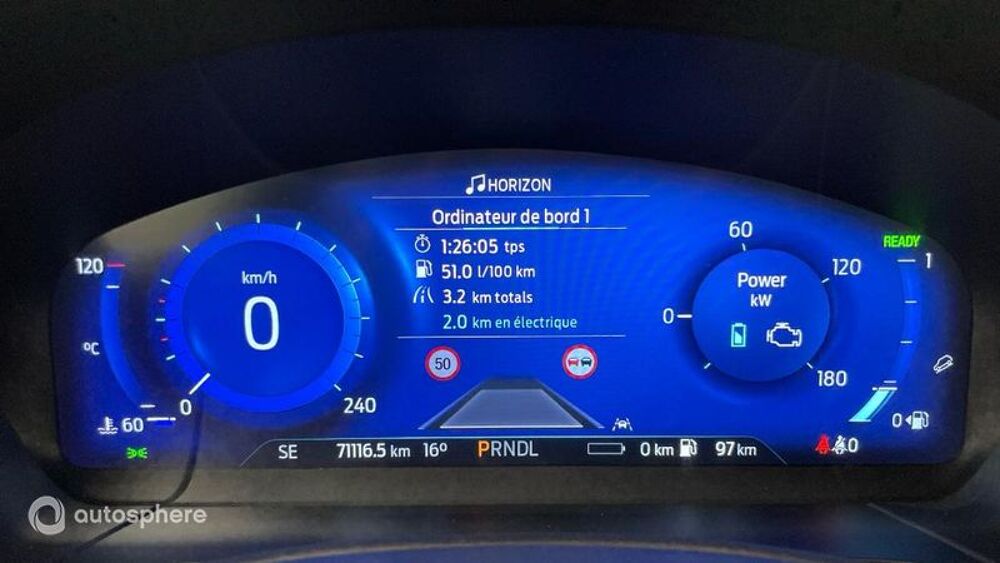 HORIZON
Ordinateur de bord 1
1:26:05 tps
51.0 l/100 km
3.2 km totals
2.0 km en électrique
50
120
°C
60
km/h
0
0
240
READY
60
120
Power
kW
0
180
1
0
SE 71116.5 km 16° PRNDL 0 km 97 km
0
autosphere